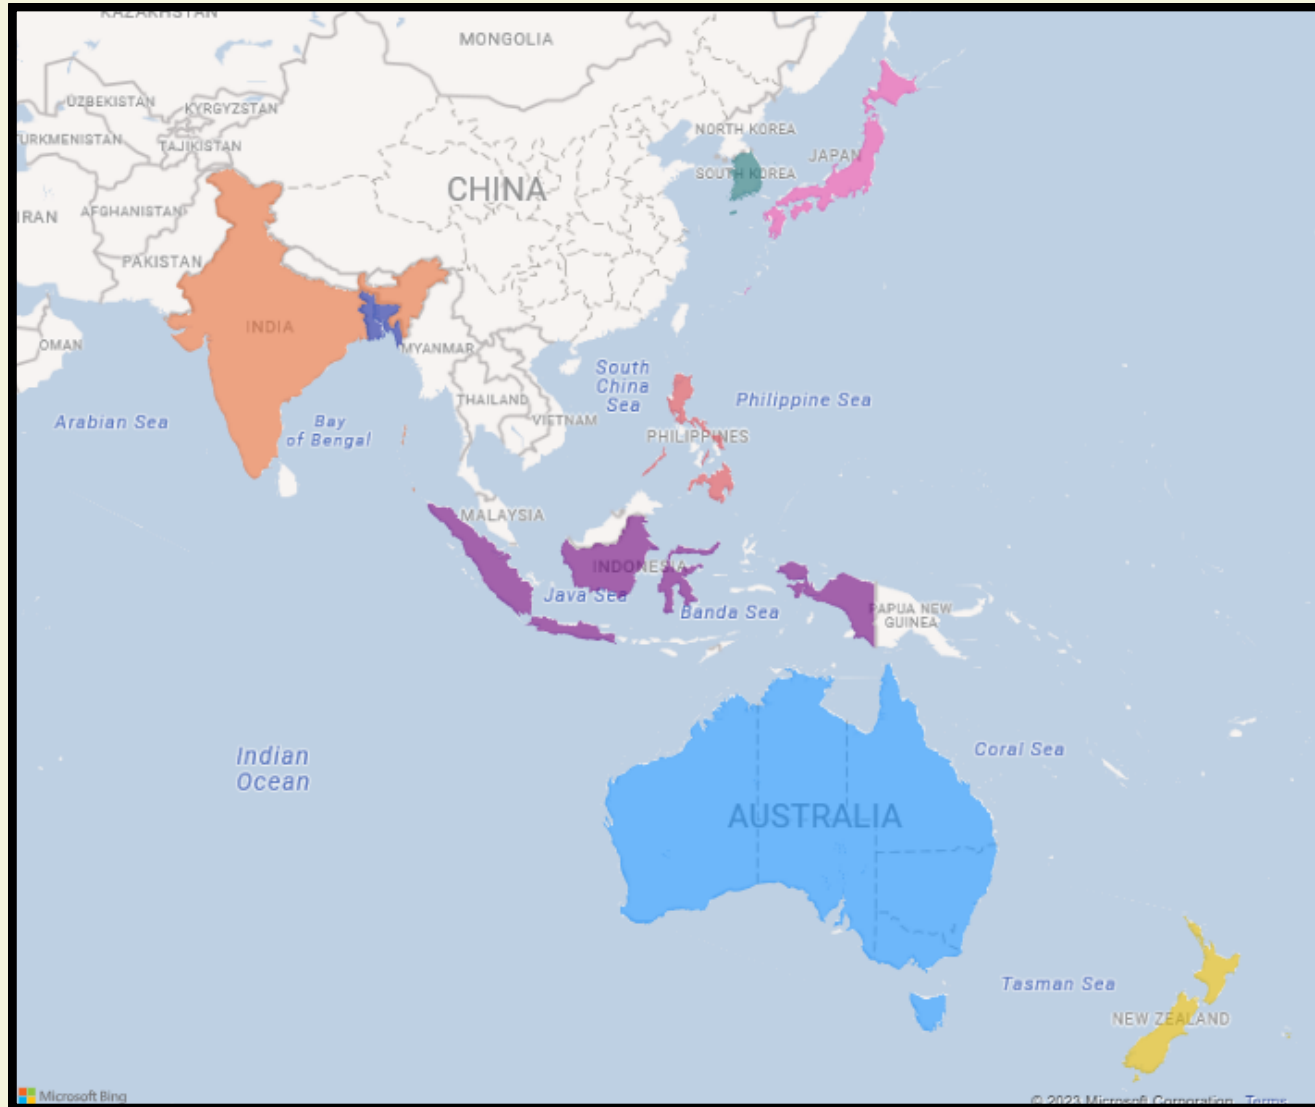 KAZAKHSTAN
MONGOLIA
UZBEKISTAN
KYRGYZSTAN
TURKMENISTAN
TAJIKISTAN
NORTH KOREA
JAPAN
SOUTH KOREA
CHINA
IRAN
AFGHANISTAN
PAKISTAN
INDIA
OMAN
MYANMAR
South
China
Sea
THAILAND
Philippine Sea
Arabian Sea
Bay
of Bengal
VIETNAM
PHILIPPINES
MALAYSIA
INDONESIA
Java Sea
Banda Sea
PAPUA NEW
GUINEA
Indian
Ocean
Coral Sea
AUSTRALIA
Tasman Sea
NEW ZEALAND
Microsoft Bing
© 2023 Microsoft Corporation Terms